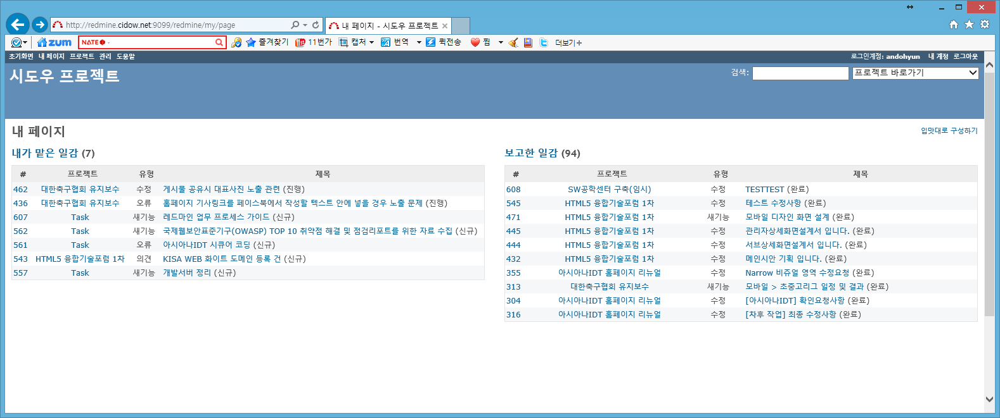 http://redmine.cidow.net:9099/redmine/my/page
내 페이지 - 시도우 프로젝트
zum NATE 즐겨찾기 11번가 캡처 번역 퀵전송 찜 더보기+
초기화면 내 페이지 프로젝트 관리 도움말 로그인계정: andohyun 내 계정 로그아웃
시도우 프로젝트 검색: 프로젝트 바로가기
내 페이지 입맛대로 구성하기
내가 맡은 일감 (7)
# 프로젝트 유형 제목
462 대한축구협회 유지보수 수정 게시물 공유시 대표사진 노출 관련 (진행)
436 대한축구협회 유지보수 오류 홈페이지 기사링크를 페이스북에서 작성할 텍스트 안에 넣을 경우 노출 문제 (진행)
607 Task 새기능 레드마인 업무 프로세스 가이드 (신규)
562 Task 새기능 국제웹보안표준기구(OWASP) TOP 10 취약점 해결 및 점검리포트를 위한 자료 수집 (신규)
561 Task 오류 아시아나IDT 시큐어 코딩 (신규)
543 HTML5 융합기술포럼 1차 의견 KISA WEB 화이트 도메인 등록 건 (신규)
557 Task 새기능 개발서버 정리 (신규)
보고한 일감 (94)
# 프로젝트 유형 제목
608 SW공학센터 구축(임시) 수정 TESTTEST (완료)
545 HTML5 융합기술포럼 1차 수정 테스트 수정사항 (완료)
471 HTML5 융합기술포럼 1차 새기능 모바일 디자인 화면 설계 (완료)
445 HTML5 융합기술포럼 1차 수정 관리자상세화면설계서 입니다. (완료)
444 HTML5 융합기술포럼 1차 수정 서브상세화면설계서 입니다. (완료)
432 HTML5 융합기술포럼 1차 수정 메인시안 기획 입니다. (완료)
355 아시아나IDT 홈페이지 리뉴얼 수정 Narrow 비쥬얼 영역 수정요청 (완료)
313 대한축구협회 유지보수 새기능 모바일 > 초중고리그 일정 및 결과 (완료)
304 아시아나IDT 홈페이지 리뉴얼 수정 [아시아나IDT] 확인요청사항 (완료)
316 아시아나IDT 홈페이지 리뉴얼 수정 [차후 작업] 최종 수정사항 (완료)